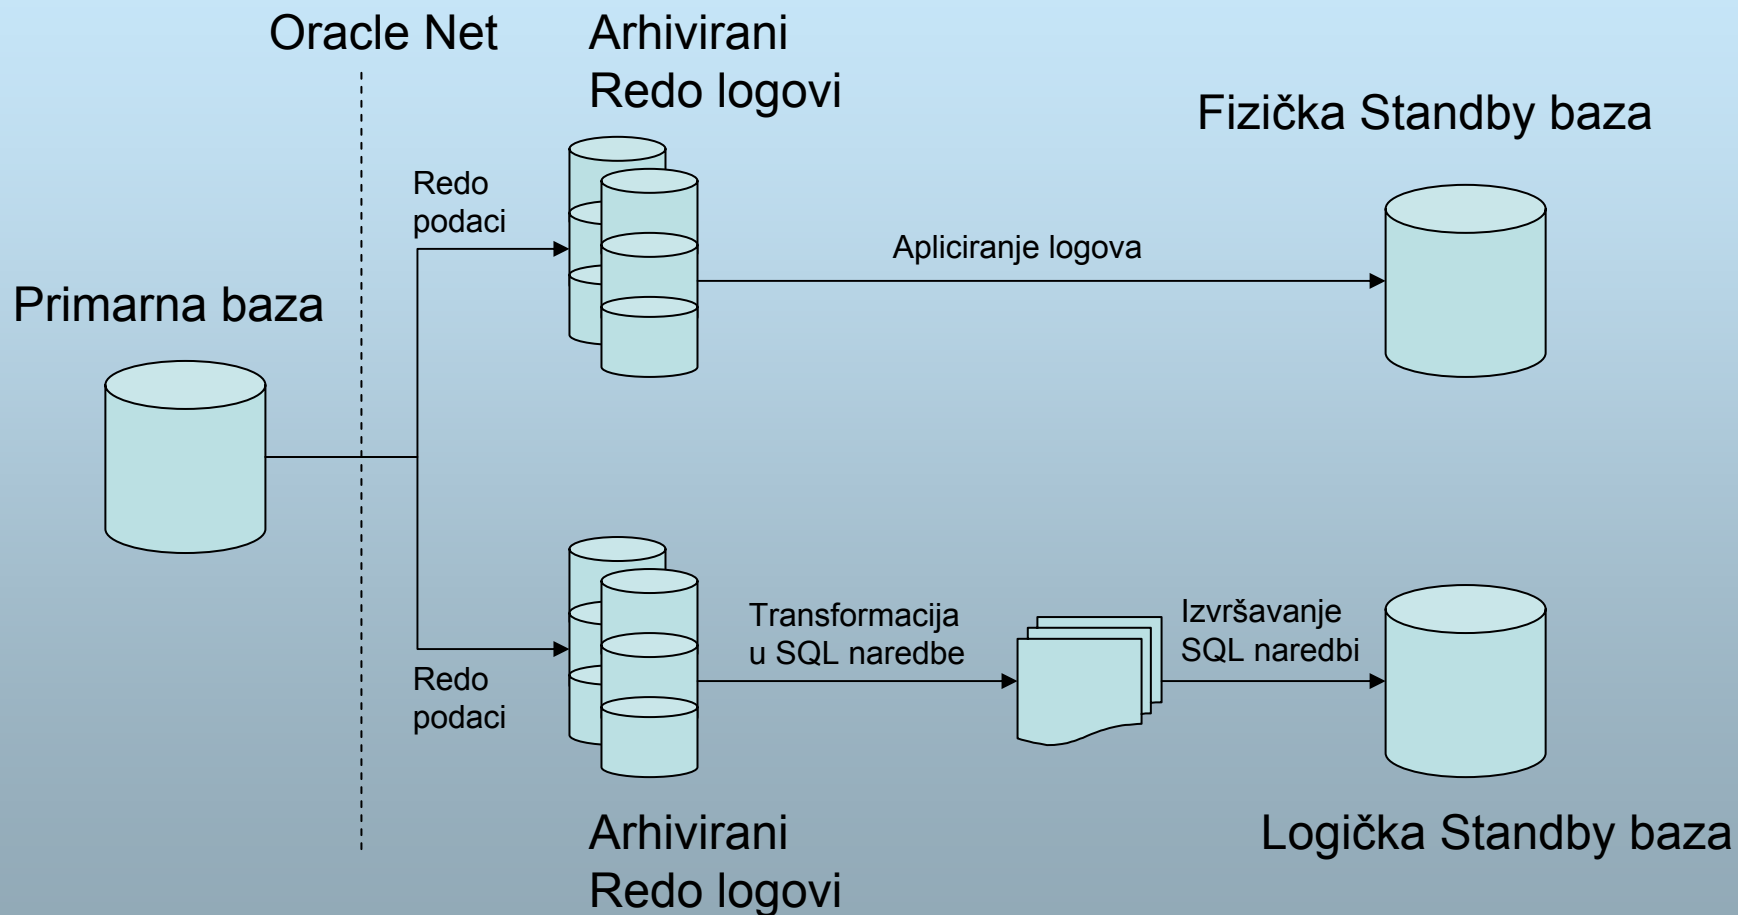 Oracle Net
Arhivirani
Redo logovi
Fizička Standby baza
Redo
podaci
Apliciranje logova
Primarna baza
Transformacija
u SQL naredbe
Izvršavanje
SQL naredbi
Redo
podaci
Arhivirani
Redo logovi
Logička Standby baza